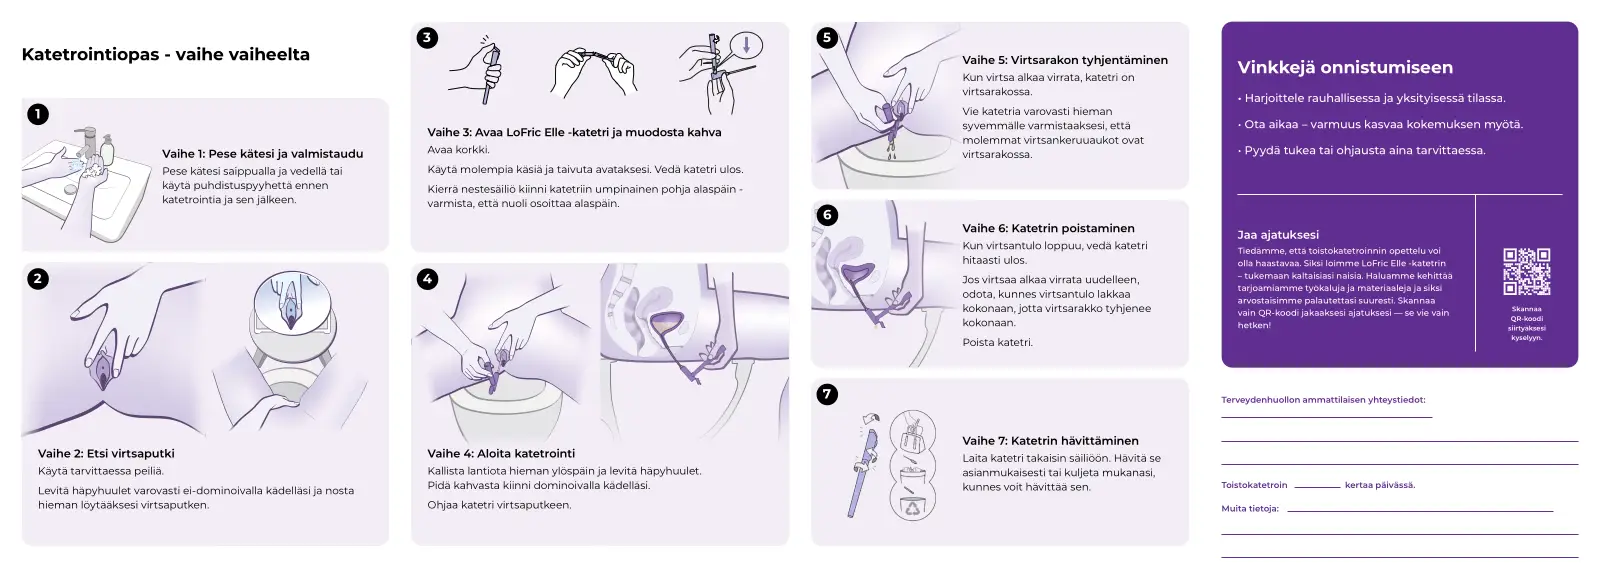 Katetrointiopas - vaihe vaiheelta
1
Vaihe 1: Pese kätesi ja valmistaudu
Pese kätesi saippualla ja vedellä tai
käytä puhdistuspyyhettä ennen
katetrointia ja sen jälkeen.
2
Vaihe 2: Etsi virtsaputki
Käytä tarvittaessa peiliä.
Levitä häpyhuulet varovasti ei-dominoivalla kädelläsi ja nosta
hieman löytääksesi virtsaputken.
3
Vaihe 3: Avaa LoFric Elle -katetri ja muodosta kahva
Avaa korkki.
Käytä molempia käsiä ja taivuta avataksesi. Vedä katetri ulos.
Kierrä nestesäiliö kiinni katetriin umpinainen pohja alaspäin -
varmista, että nuoli osoittaa alaspäin.
4
Vaihe 4: Aloita katetrointi
Kallista lantiota hieman ylöspäin ja levitä häpyhuulet.
Pidä kahvasta kiinni dominoivalla kädelläsi.
Ohjaa katetri virtsaputkeen.
5
Vaihe 5: Virtsarakon tyhjentäminen
Kun virtsa alkaa virrata, katetri on
virtsarakossa.
Vie katetria varovasti hieman
syvemmälle varmistaaksesi, että
molemmat virtsankeruuaukot ovat
virtsarakossa.
6
Vaihe 6: Katetrin poistaminen
Kun virtsantulo loppuu, vedä katetri
hitaasti ulos.
Jos virtsaa alkaa virrata uudelleen,
odota, kunnes virtsantulo lakkaa
kokonaan, jotta virtsarakko tyhjenee
kokonaan.
Poista katetri.
7
Vaihe 7: Katetrin hävittäminen
Laita katetri takaisin säiliöön. Hävitä se
asianmukaisesti tai kuljeta mukanasi,
kunnes voit hävittää sen.
Vinkkejä onnistumiseen
• Harjoittele rauhallisessa ja yksityisessä tilassa.
• Ota aikaa – varmuus kasvaa kokemuksen myötä.
• Pyydä tukea tai ohjausta aina tarvittaessa.
Jaa ajatuksesi
Tiedämme, että toistokatetroinnin opettelu voi
olla haastavaa. Siksi loimme LoFric Elle -katetrin
– tukemaan kaltaisiasi naisia. Haluamme kehittää
tarjoamiamme työkaluja ja materiaaleja ja siksi
arvostaisimme palautettasi suuresti. Skannaa
vain QR-koodi jakaaksesi ajatuksesi — se vie vain
hetken!
Skannaa
QR-koodi
siirtyäksesi
kyselyyn.
Terveydenhuollon ammattilaisen yhteystiedot:
Toistokatetroin kertaa päivässä.
Muita tietoja: